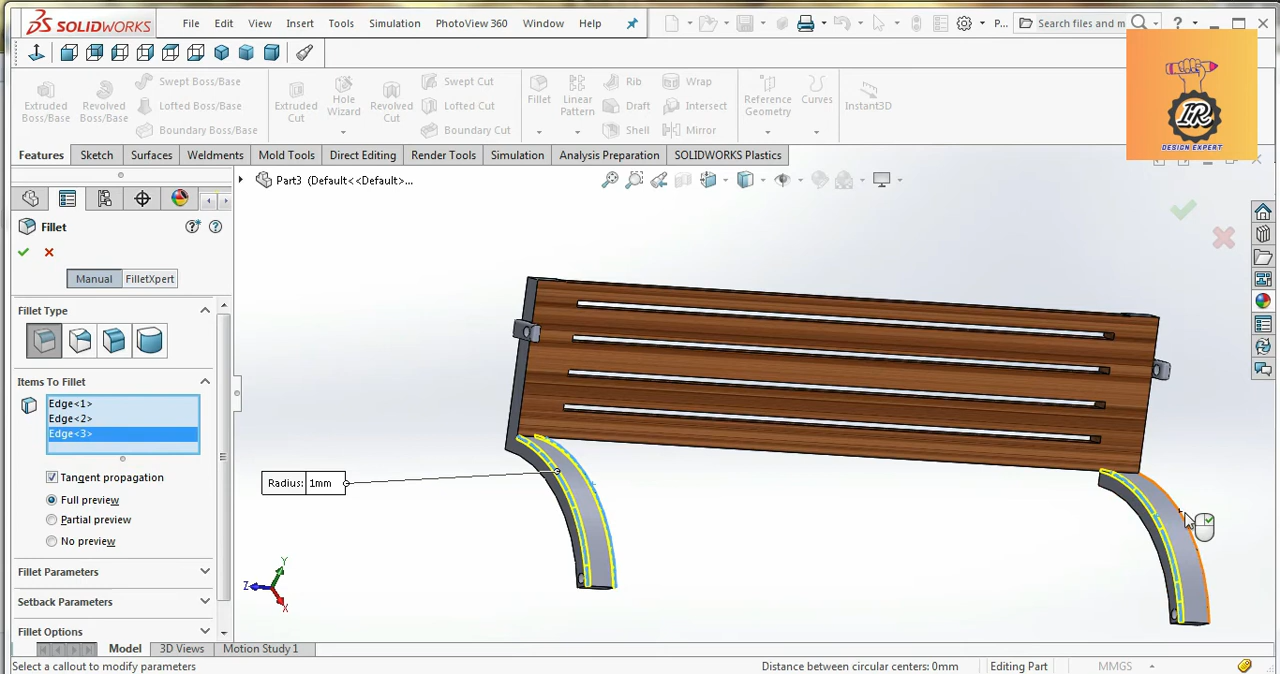 SOLIDWORKS File Edit View Insert Tools Simulation PhotoView 360 Window Help P... Search files and m ?
Extruded Boss/Base
Revolved Boss/Base
Swept Boss/Base
Lofted Boss/Base
Boundary Boss/Base
Extruded Cut
Hole Wizard
Revolved Cut
Swept Cut
Lofted Cut
Boundary Cut
Fillet
Linear Pattern
Rib
Draft
Shell
Wrap
Intersect
Mirror
Reference Geometry
Curves
Instant3D
IR
DESIGN EXPERT
Features Sketch Surfaces Weldments Mold Tools Direct Editing Render Tools Simulation Analysis Preparation SOLIDWORKS Plastics
Part3 (Default<<Default>...
Fillet
Manual FilletXpert
Fillet Type
Items To Fillet
Edge<1>
Edge<2>
Edge<3>
Tangent propagation
Full preview
Partial preview
No preview
Fillet Parameters
Setback Parameters
Fillet Options
Radius: 1mm
Y
Z
X
Model 3D Views Motion Study 1
Select a callout to modify parameters Distance between circular centers: 0mm Editing Part MMGS